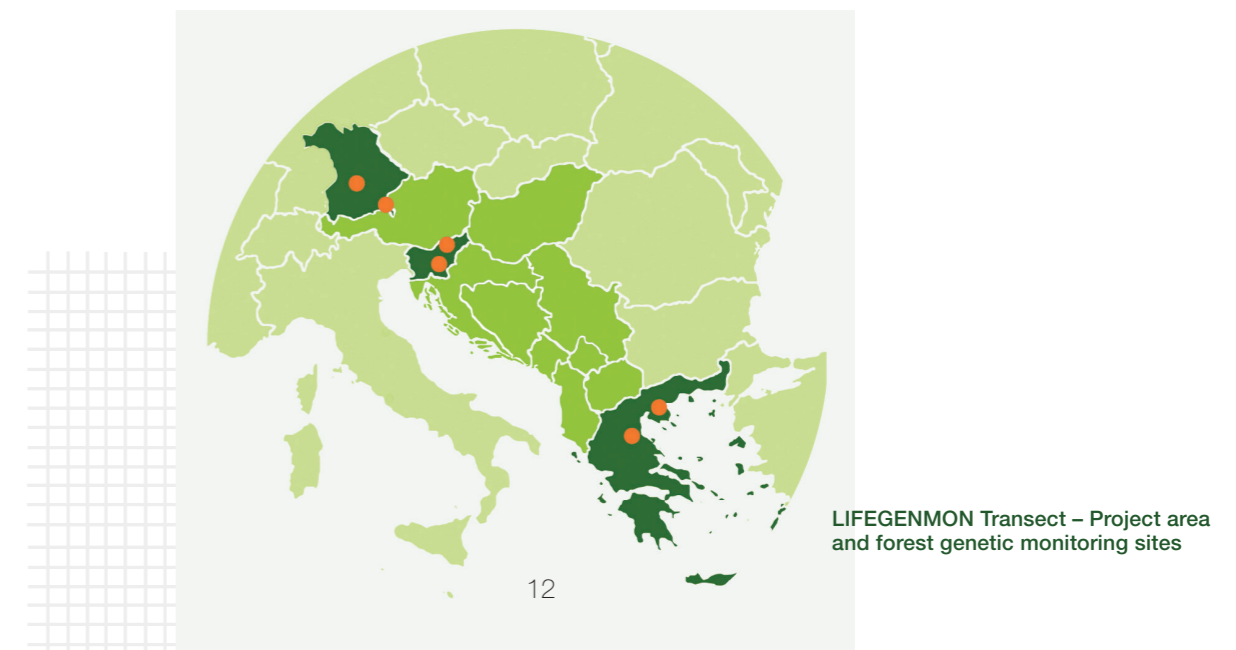 LIFEGENMON Transect – Project area
and forest genetic monitoring sites
12